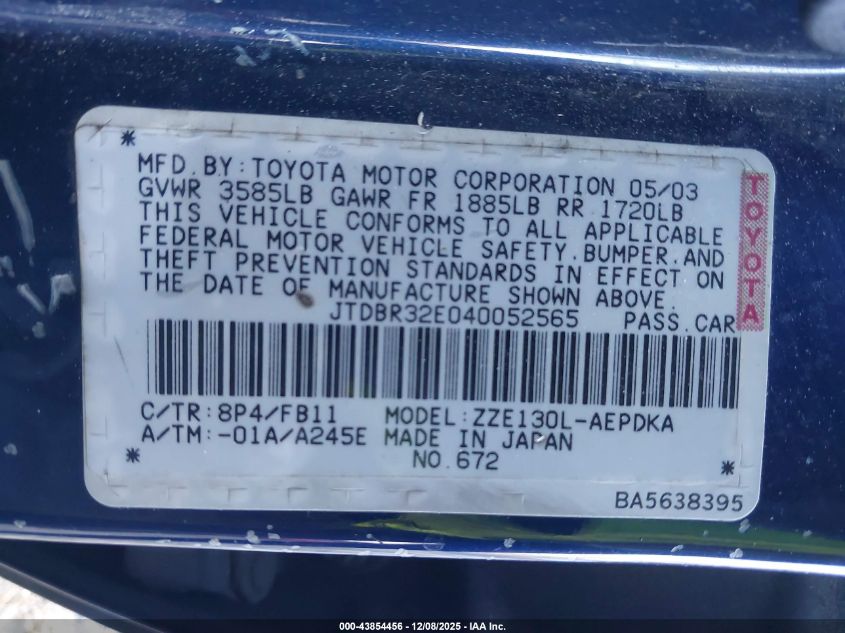 * MFD.BY:TOYOTA MOTOR CORPORATION 05/03
GVWR 3585LB GAWR FR 1885LB RR 1720LB
THIS VEHICLE CONFORMS TO ALL APPLICABLE
FEDERAL MOTOR VEHICLE SAFETY,BUMPER,AND
THEFT PREVENTION STANDARDS IN EFFECT ON
THE DATE OF MANUFACTURE SHOWN ABOVE.
TOYOTA
JTDBR32E040052565 PASS.CAR
C/TR:8P4/FB11 MODEL:ZZE130L-AEPDKA
A/TM:-01A/A245E MADE IN JAPAN
* NO.672 *
BA5638395
000-43854456 - 12/08/2025 - IAA Inc.